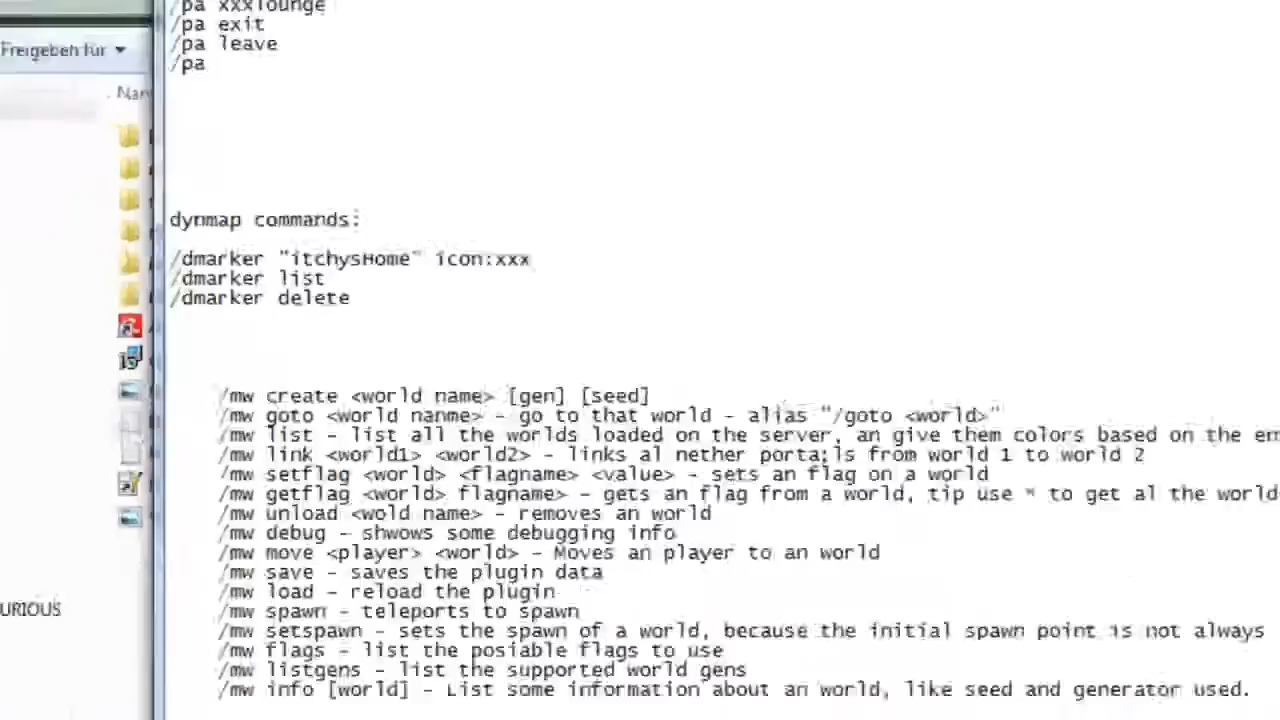 /pa xxxlounge
/pa exit
Freigeben für
/pa leave
/pa
dynmap commands:
/dmarker "itchysHome" icon:xxx
/dmarker list
/dmarker delete
/mw create <world name> [gen] [seed]
/mw goto <world nanme> - go to that world - alias "/goto <world>"
/mw list - list all the worlds loaded on the server, an give them colors based on the
/mw link <world1> <world2> - links al nether porta;ls from world 1 to world 2
/mw setflag <world> <flagname> <value> - sets an flag on a world
/mw getflag <world> flagname> - gets an flag from a world, tip use * to get al the world
/mw unload <wold name> - removes an world
/mw debug - shwows some debugging info
/mw move <player> <world> - Moves an player to an world
/mw save - saves the plugin data
/mw load - reload the plugin
/mw spawn - teleports to spawn
URIOUS
/mw setspawn - sets the spawn of a world, because the initial spawn point is not always
/mw flags - list the posiable flags to use
/mw listgens - list the supported world gens
/mw info [world] - List some information about an world, like seed and generator used.